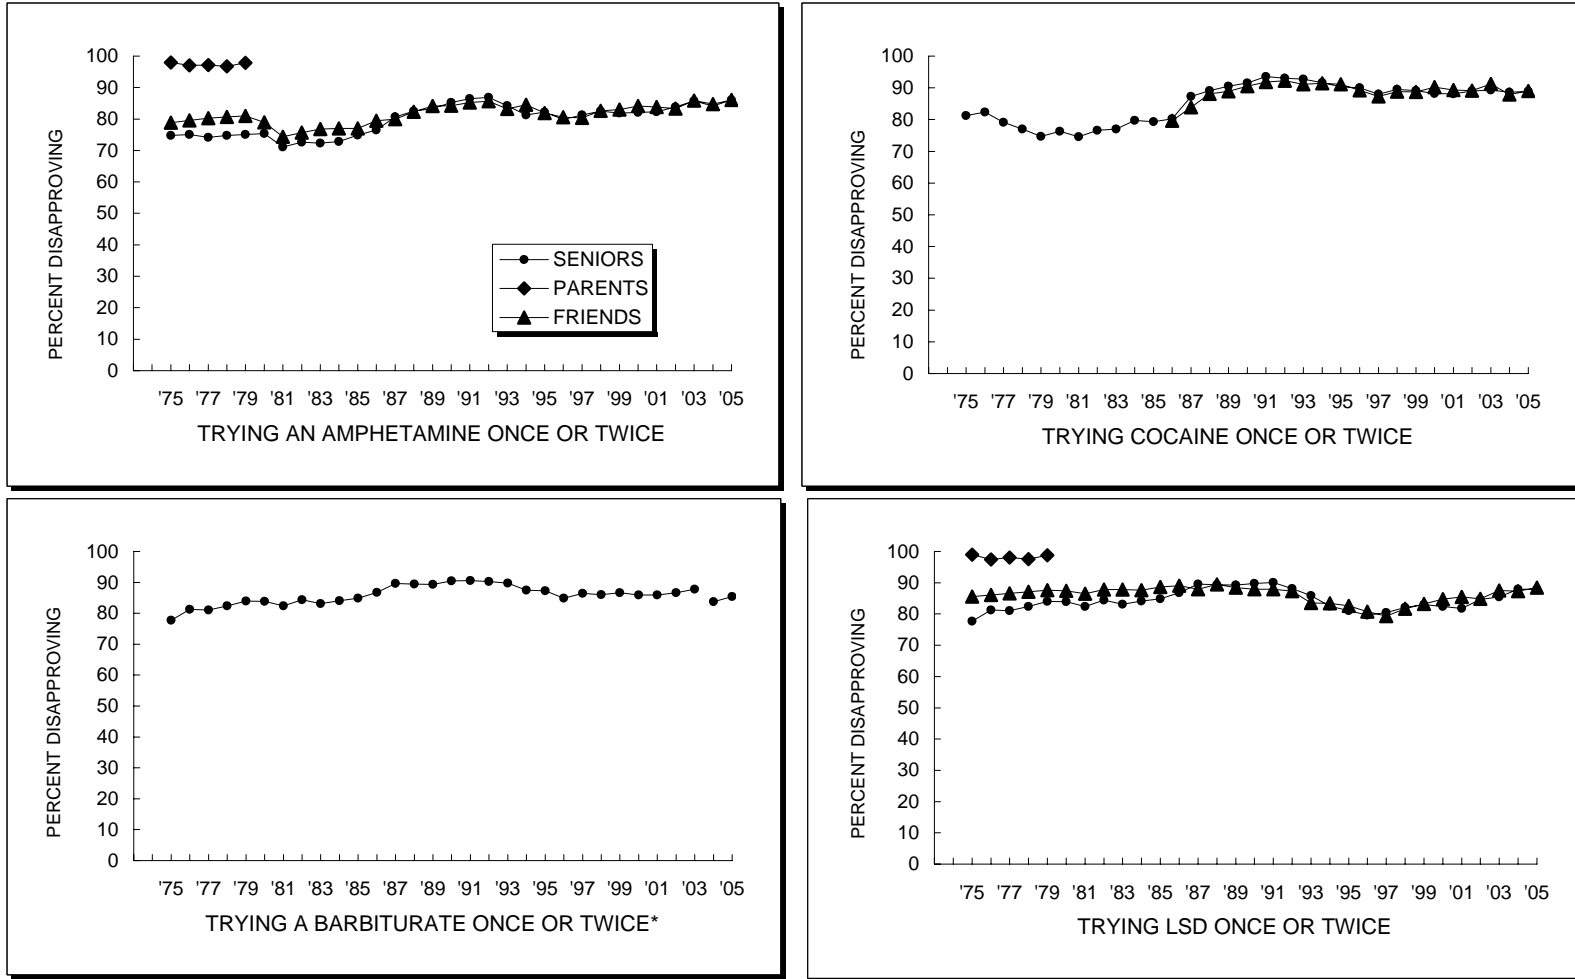 PERCENT DISAPPROVING
100
90
80
70
60
50
40
30
20
10
0
SENIORS
PARENTS
FRIENDS
'75 '77 '79 '81 '83 '85 '87 '89 '91 '93 '95 '97 '99 '01 '03 '05
TRYING AN AMPHETAMINE ONCE OR TWICE
PERCENT DISAPPROVING
100
90
80
70
60
50
40
30
20
10
0
'75 '77 '79 '81 '83 '85 '87 '89 '91 '93 '95 '97 '99 '01 '03 '05
TRYING COCAINE ONCE OR TWICE
PERCENT DISAPPROVING
100
90
80
70
60
50
40
30
20
10
0
'75 '77 '79 '81 '83 '85 '87 '89 '91 '93 '95 '97 '99 '01 '03 '05
TRYING A BARBITURATE ONCE OR TWICE*
PERCENT DISAPPROVING
100
90
80
70
60
50
40
30
20
10
0
'75 '77 '79 '81 '83 '85 '87 '89 '91 '93 '95 '97 '99 '01 '03 '05
TRYING LSD ONCE OR TWICE